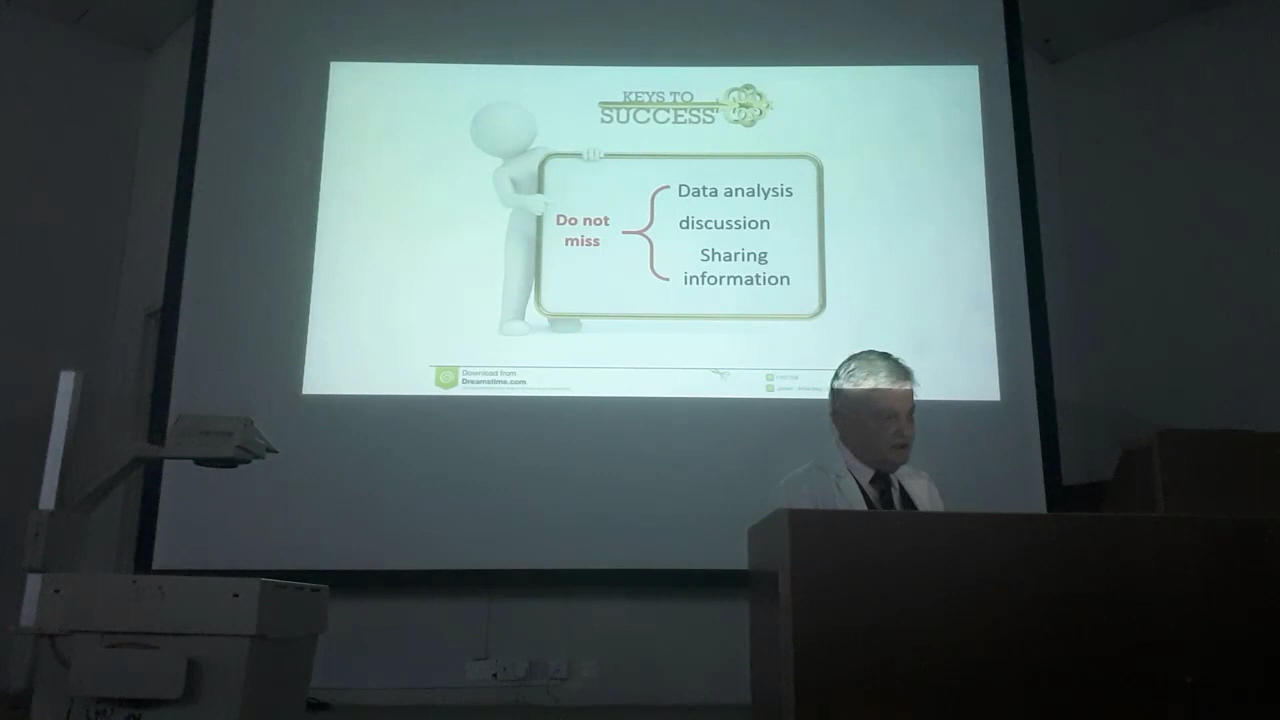 KEYS TO
SUCCESS
Do not
miss
Data analysis
discussion
Sharing
information
Download from
Dreamstime.com